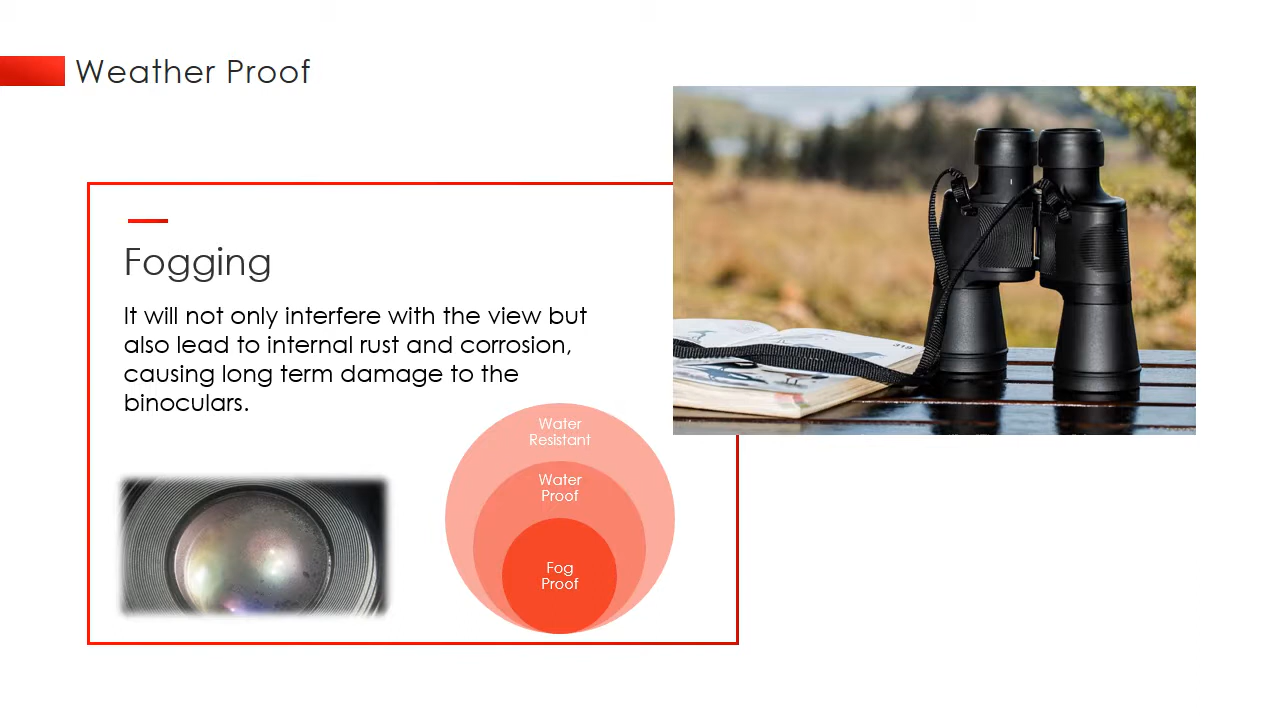 Weather Proof
Fogging
It will not only interfere with the view but
also lead to internal rust and corrosion,
causing long term damage to the
binoculars.
Water
Resistant
Water
Proof
Fog
Proof
319